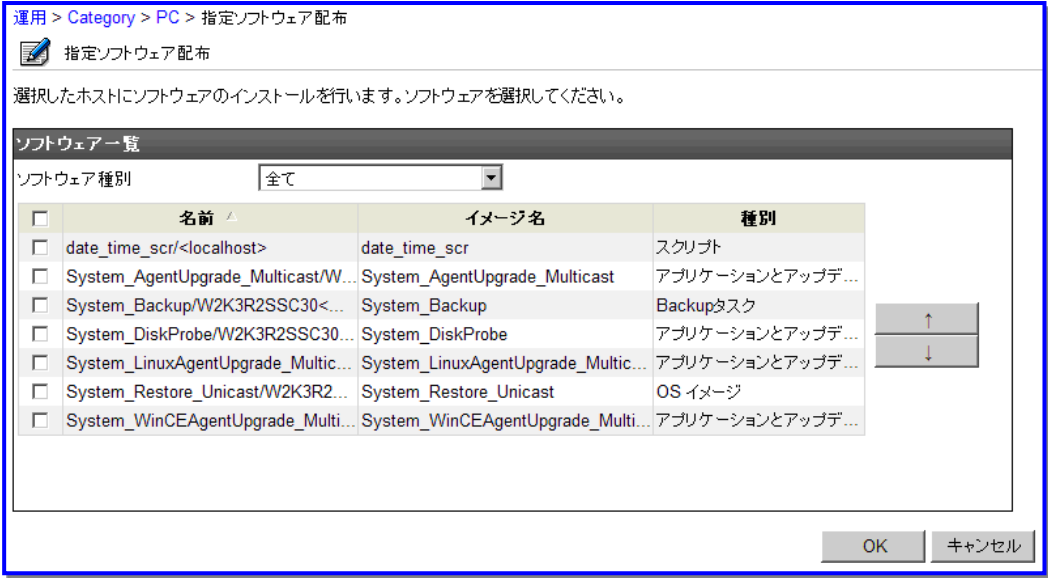 運用 > Category > PC > 指定ソフトウェア配布
指定ソフトウェア配布
選択したホストにソフトウェアのインストールを行います。ソフトウェアを選択してください。
ソフトウェア一覧
ソフトウェア種別 全て
名前 イメージ名 種別
date_time_scr/<localhost> date_time_scr スクリプト
System_AgentUpgrade_Multicast/W... System_AgentUpgrade_Multicast アプリケーションとアップデ...
System_Backup/W2K3R2SSC30<... System_Backup Backupタスク
↑
System_DiskProbe/W2K3R2SSC30... System_DiskProbe アプリケーションとアップデ...
System_LinuxAgentUpgrade_Multic... System_LinuxAgentUpgrade_Multic... アプリケーションとアップデ...
↓
System_Restore_Unicast/W2K3R2... System_Restore_Unicast OS イメージ
System_WinCEAgentUpgrade_Multi... System_WinCEAgentUpgrade_Multi... アプリケーションとアップデ...
OK キャンセル